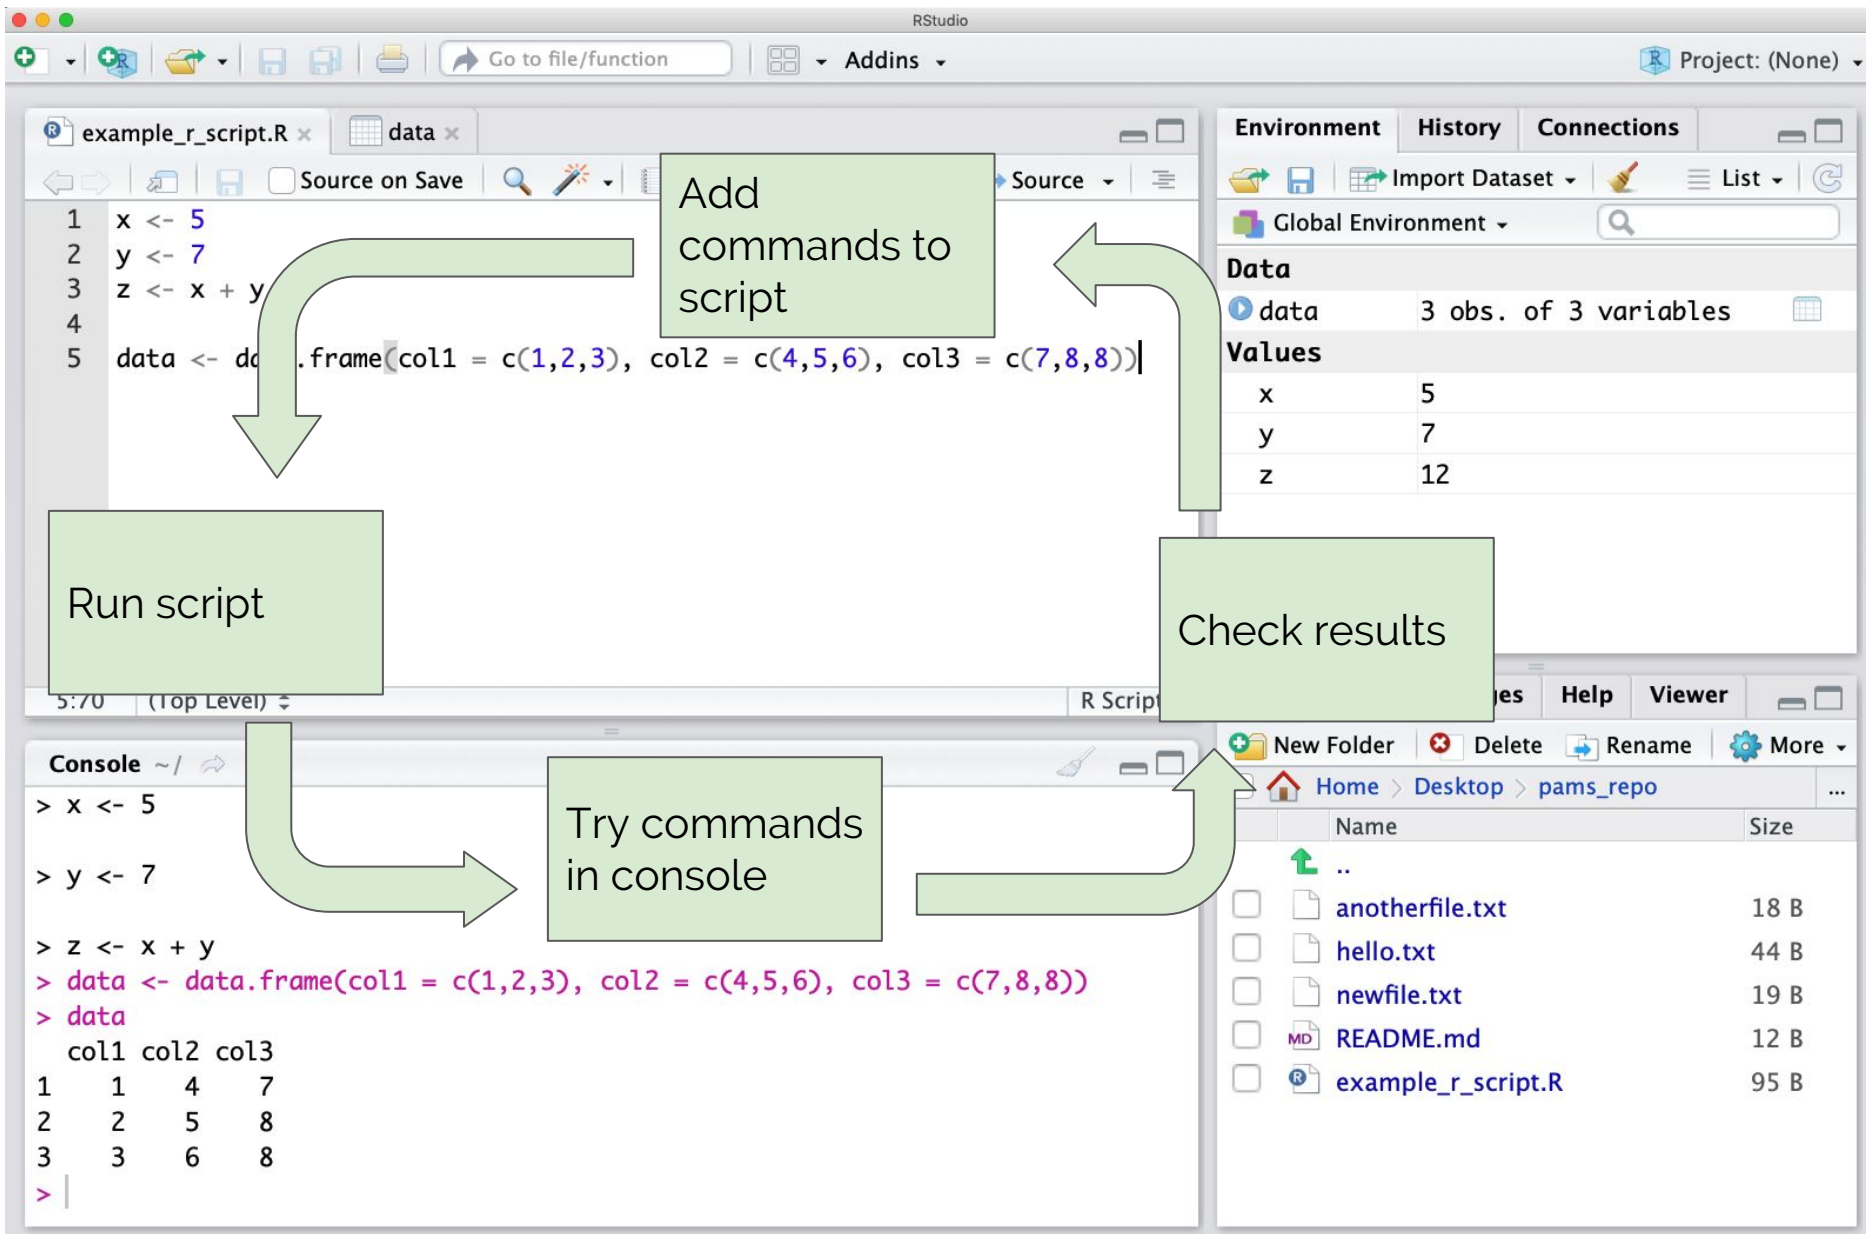 RStudio
Go to file/function
Addins
Project: (None)
example_r_script.R
data
Source on Save
Source
1 x <- 5
2 y <- 7
3 z <- x + y
4
5 data <- da .frame(col1 = c(1,2,3), col2 = c(4,5,6), col3 = c(7,8,8))
Add
commands to
script
Run script
5:70 (Top Level)
R Script
Console ~/
> x <- 5
> y <- 7
> z <- x + y
> data <- data.frame(col1 = c(1,2,3), col2 = c(4,5,6), col3 = c(7,8,8))
> data
col1 col2 col3
1 1 4 7
2 2 5 8
3 3 6 8
>
Try commands
in console
Environment History Connections
Import Dataset
List
Global Environment
Data
data 3 obs. of 3 variables
Values
x 5
y 7
z 12
Check results
Help Viewer
New Folder Delete Rename More
Home > Desktop > pams_repo ...
Name Size
..
anotherfile.txt 18 B
hello.txt 44 B
newfile.txt 19 B
MD README.md 12 B
example_r_script.R 95 B